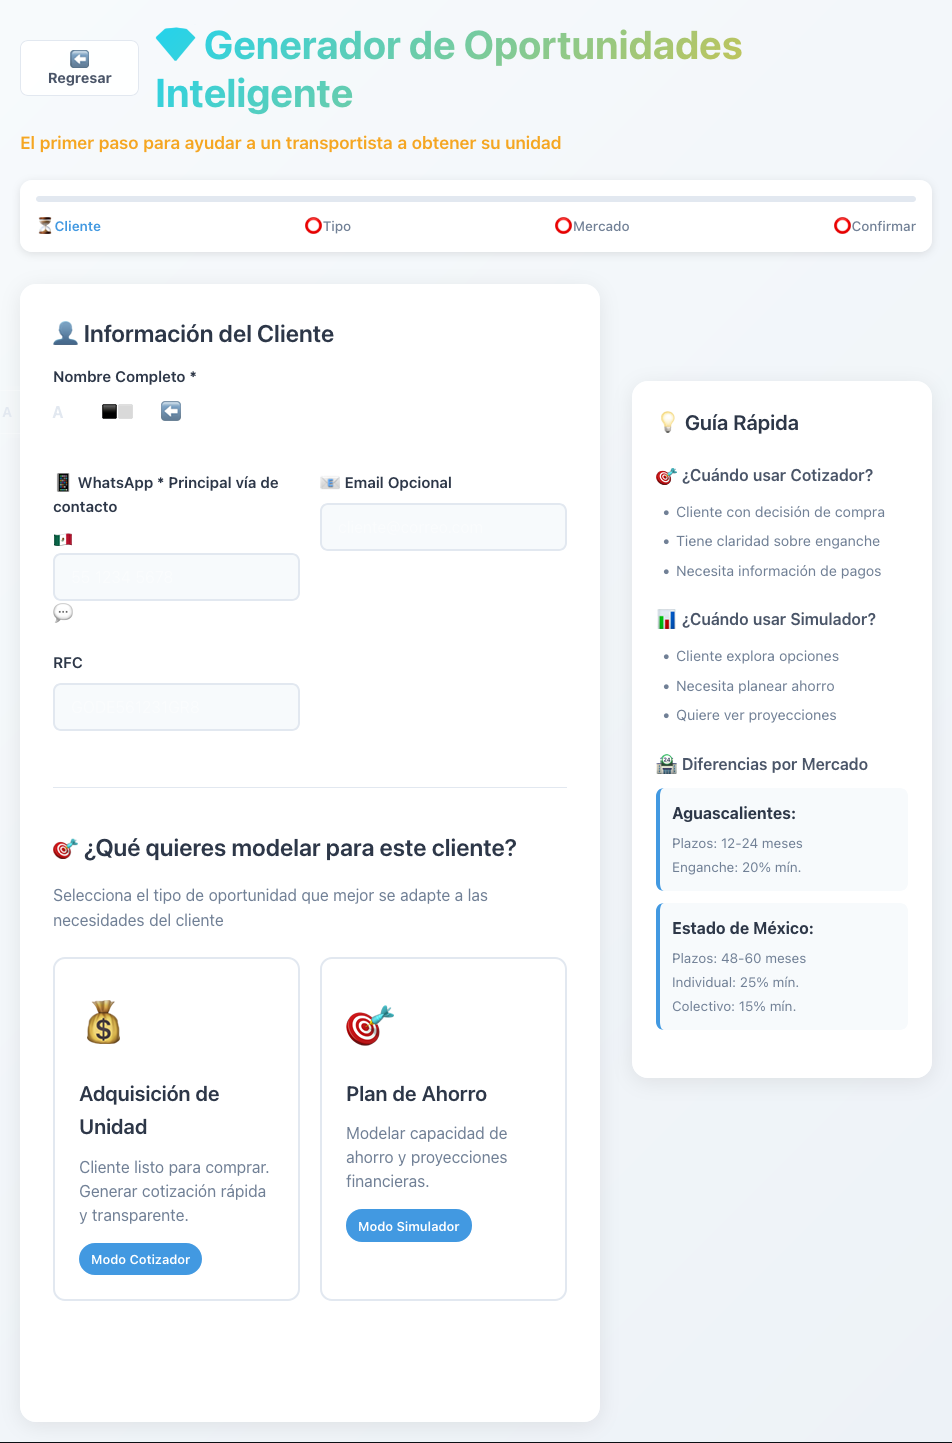 Regresar
Generador de Oportunidades
Inteligente
El primer paso para ayudar a un transportista a obtener su unidad
Cliente
Tipo
Mercado
Confirmar
Información del Cliente
Nombre Completo *
A
A
WhatsApp * Principal vía de
contacto
Email Opcional
RFC
¿Qué quieres modelar para este cliente?
Selecciona el tipo de oportunidad que mejor se adapte a las
necesidades del cliente
Adquisición de
Unidad
Cliente listo para comprar.
Generar cotización rápida
y transparente.
Modo Cotizador
Plan de Ahorro
Modelar capacidad de
ahorro y proyecciones
financieras.
Modo Simulador
Guía Rápida
¿Cuándo usar Cotizador?
• Cliente con decisión de compra
• Tiene claridad sobre enganche
• Necesita información de pagos
¿Cuándo usar Simulador?
• Cliente explora opciones
• Necesita planear ahorro
• Quiere ver proyecciones
Diferencias por Mercado
Aguascalientes:
Plazos: 12-24 meses
Enganche: 20% mín.
Estado de México:
Plazos: 48-60 meses
Individual: 25% mín.
Colectivo: 15% mín.